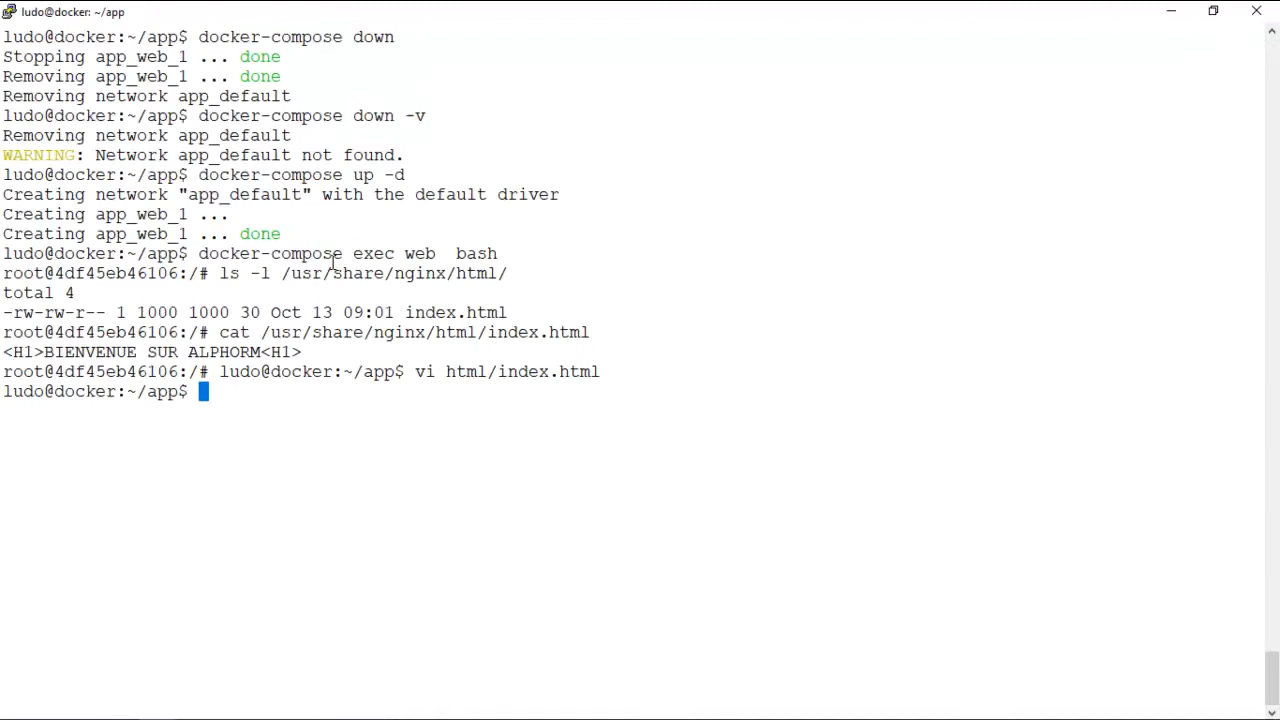 ludo@docker: ~/app
ludo@docker:~/app$ docker-compose down
Stopping app_web_1 ... done
Removing app_web_1 ... done
Removing network app_default
ludo@docker:~/app$ docker-compose down -v
Removing network app_default
WARNING: Network app_default not found.
ludo@docker:~/app$ docker-compose up -d
Creating network "app_default" with the default driver
Creating app_web_1 ...
Creating app_web_1 ... done
ludo@docker:~/app$ docker-compose exec web  bash
root@4df45eb46106:/# ls -l /usr/share/nginx/html/
total 4
-rw-rw-r-- 1 1000 1000 30 Oct 13 09:01 index.html
root@4df45eb46106:/# cat /usr/share/nginx/html/index.html
<H1>BIENVENUE SUR ALPHORM<H1>
root@4df45eb46106:/# ludo@docker:~/app$ vi html/index.html
ludo@docker:~/app$